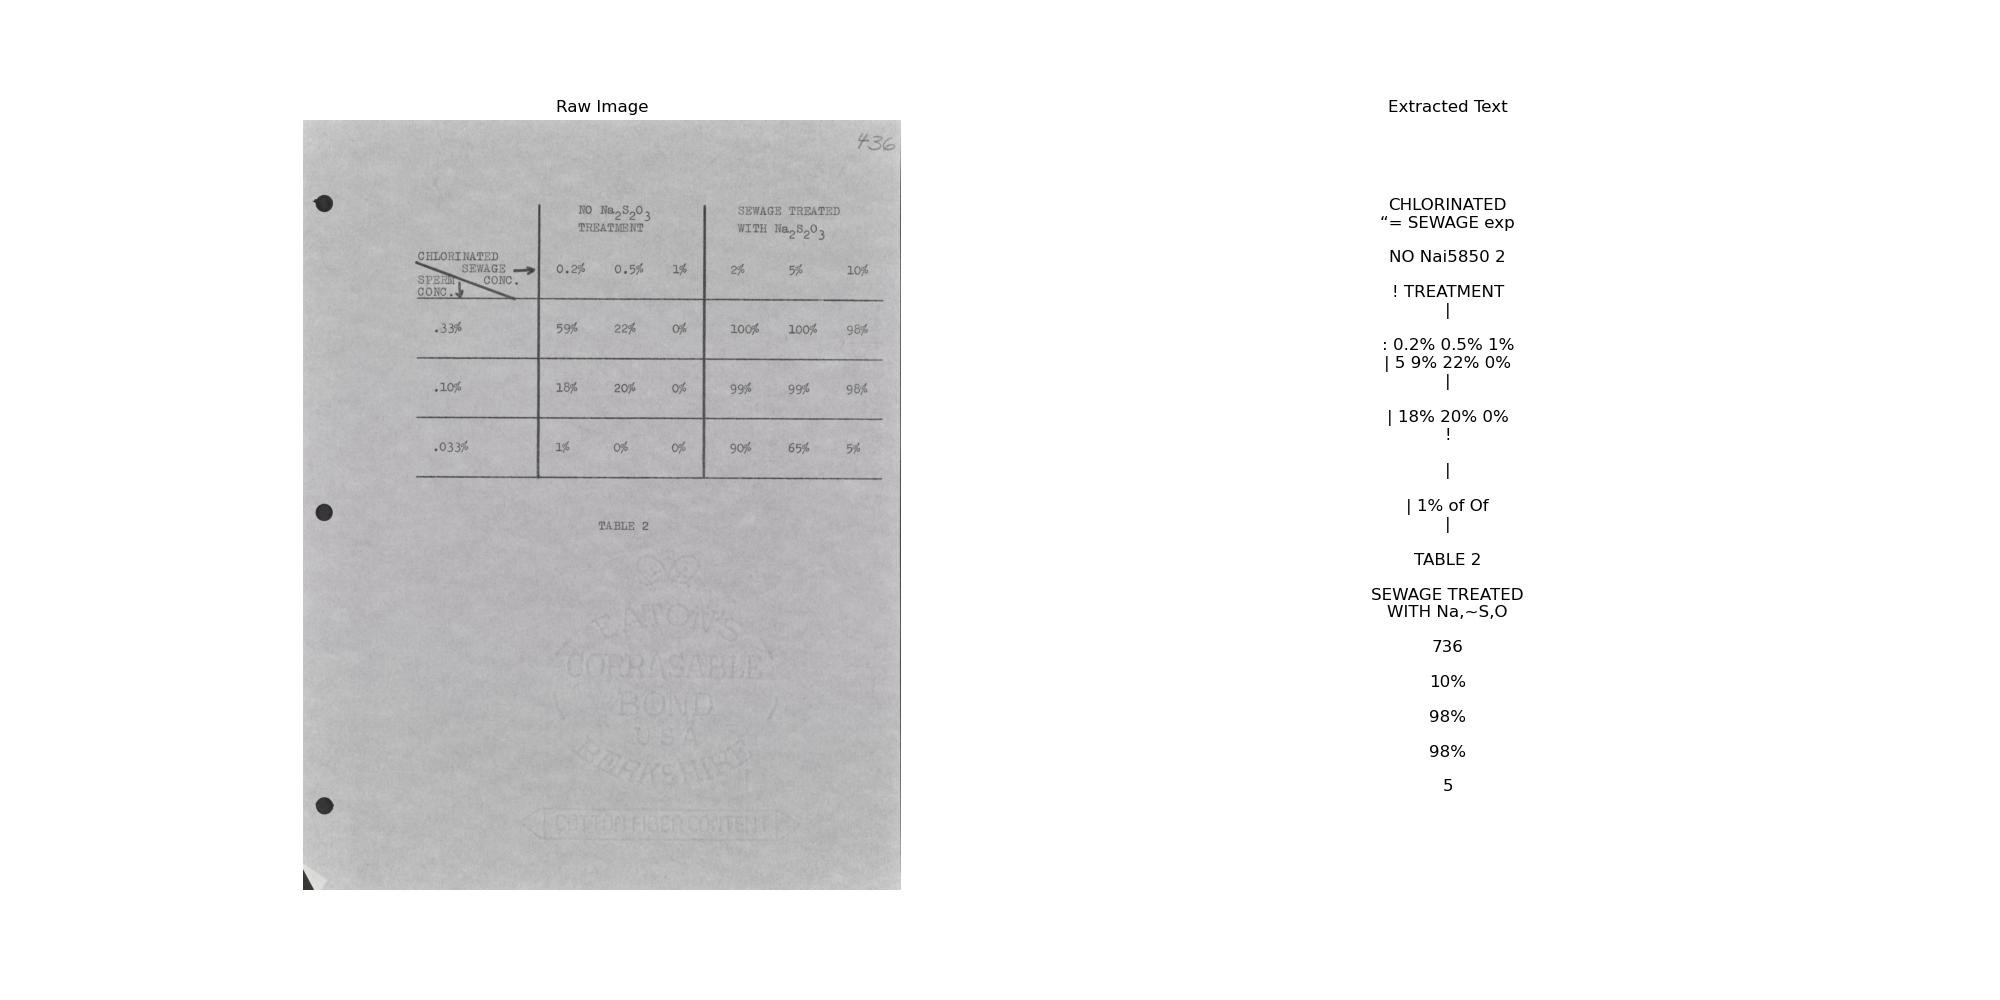 Raw Image
436
NO Na2S2O3
TREATMENT
SEWAGE TREATED
WITH Na2S2O3
CHLORINATED
SEWAGE
CONC.
SPERM
CONC.
0.2% 0.5% 1% 2% 5% 10%
.33% 59% 22% 0% 100% 100% 98%
.10% 18% 20% 0% 99% 99% 98%
.033% 1% 0% 0% 90% 65% 5%
TABLE 2
EATON'S
CORRASABLE
BOND
USA
BERKSHIRE
COTTON FIBER CONTENT
Extracted Text
CHLORINATED
“= SEWAGE exp
NO Nai5850 2
! TREATMENT
|
: 0.2% 0.5% 1%
| 5 9% 22% 0%
|
| 18% 20% 0%
!
|
| 1% of Of
|
TABLE 2
SEWAGE TREATED
WITH Na,~S,O
736
10%
98%
98%
5